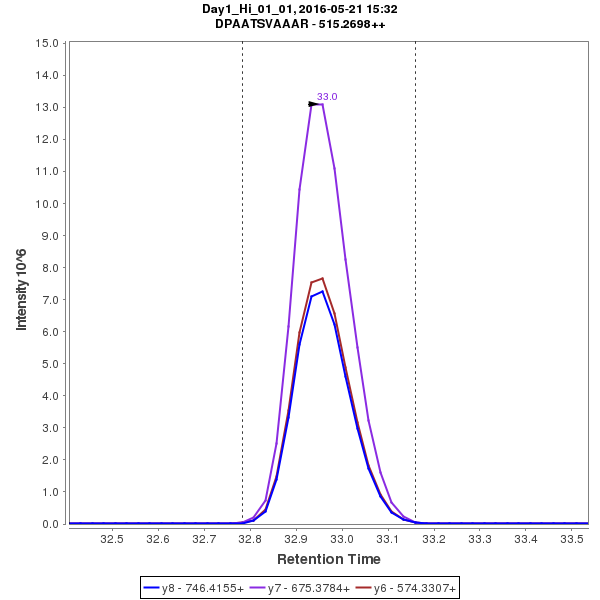 Day1_Hi_01_01, 2016-05-21 15:32
DPAATSVAAAR - 515.2698++
15.0
14.0
13.0
12.0
11.0
10.0
9.0
8.0
7.0
6.0
5.0
4.0
3.0
2.0
1.0
0.0
Intensity 10^6
33.0
32.5 32.6 32.7 32.8 32.9 33.0 33.1 33.2 33.3 33.4 33.5
Retention Time
y8 - 746.4155+ y7 - 675.3784+ y6 - 574.3307+